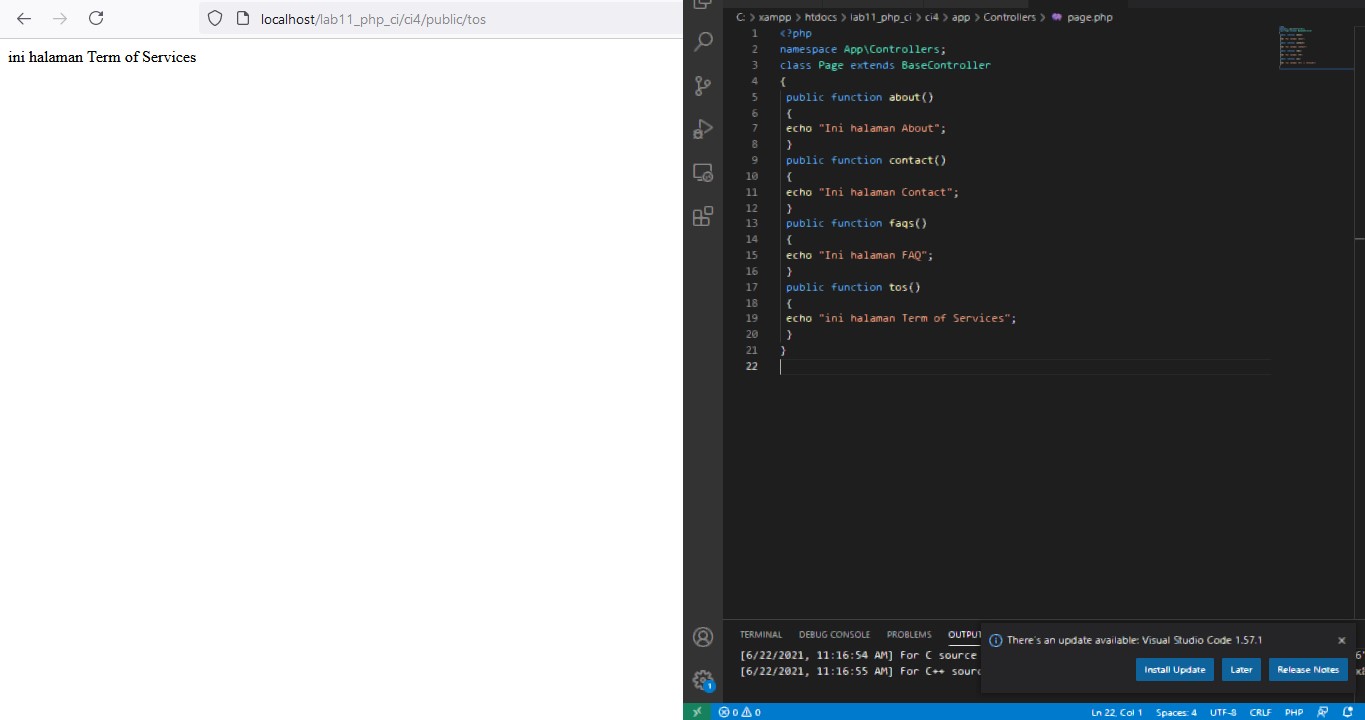 localhost/lab11_php_ci/ci4/public/tos
ini halaman Term of Services
C: > xampp > htdocs > lab11_php_ci > ci4 > app > Controllers > page.php
1 <?php
2 namespace App\Controllers;
3 class Page extends BaseController
4 {
5 public function about()
6 {
7 echo "Ini halaman About";
8 }
9 public function contact()
10 {
11 echo "Ini halaman Contact";
12 }
13 public function faqs()
14 {
15 echo "Ini halaman FAQ";
16 }
17 public function tos()
18 {
19 echo "ini halaman Term of Services";
20 }
21 }
22
TERMINAL DEBUG CONSOLE PROBLEMS OUTPUT
[6/22/2021, 11:16:54 AM] For C source
[6/22/2021, 11:16:55 AM] For C++ sourc
There's an update available: Visual Studio Code 1.57.1
Install Update Later Release Notes
1
0 0 Ln 22, Col 1 Spaces: 4 UTF-8 CRLF PHP